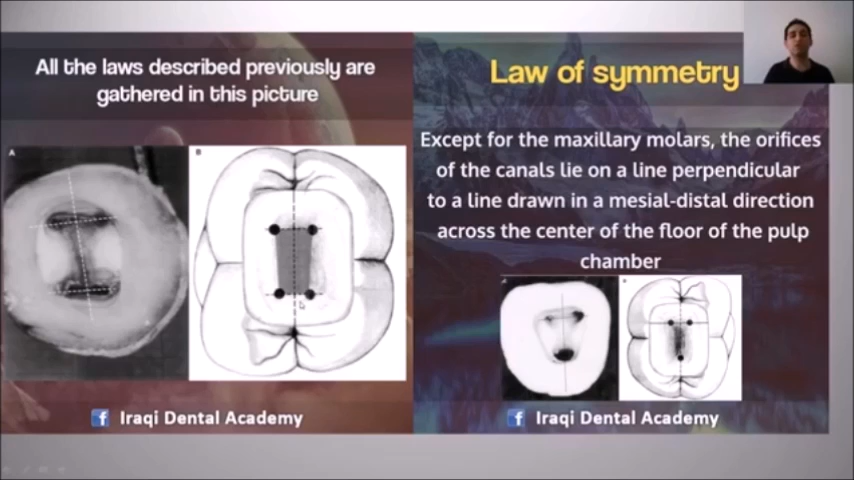 All the laws described previously are
gathered in this picture
A
B
Iraqi Dental Academy
Law of symmetry
Except for the maxillary molars, the orifices
of the canals lie on a line perpendicular
to a line drawn in a mesial-distal direction
across the center of the floor of the pulp
chamber
Iraqi Dental Academy